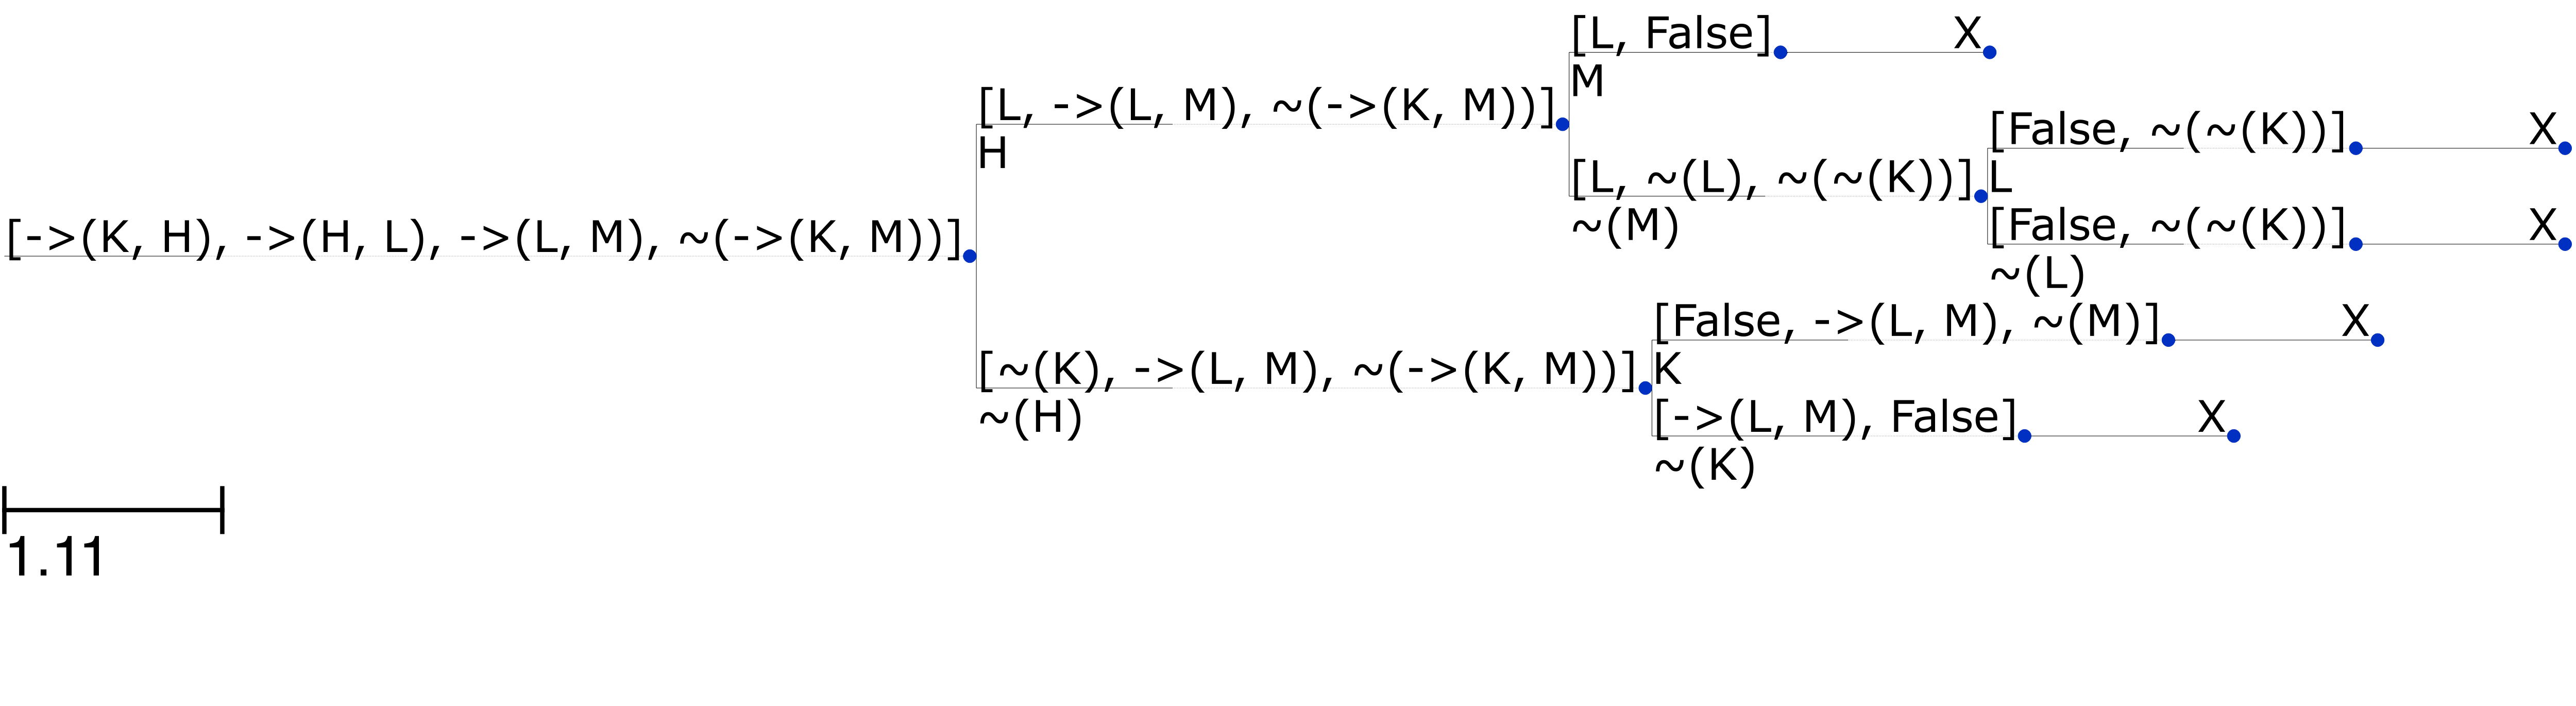 [L, False]
X
M
[L, ->(L, M), ~(->(K, M))]
H
[False, ~(~(K))]
X
[L, ~(L), ~(~(K))]
L
~(M)
[False, ~(~(K))]
X
~(L)
[->(K, H), ->(H, L), ->(L, M), ~(->(K, M))]
[False, ->(L, M), ~(M)]
X
[~(K), ->(L, M), ~(->(K, M))]
K
~(H)
[->(L, M), False]
X
~(K)
1.11